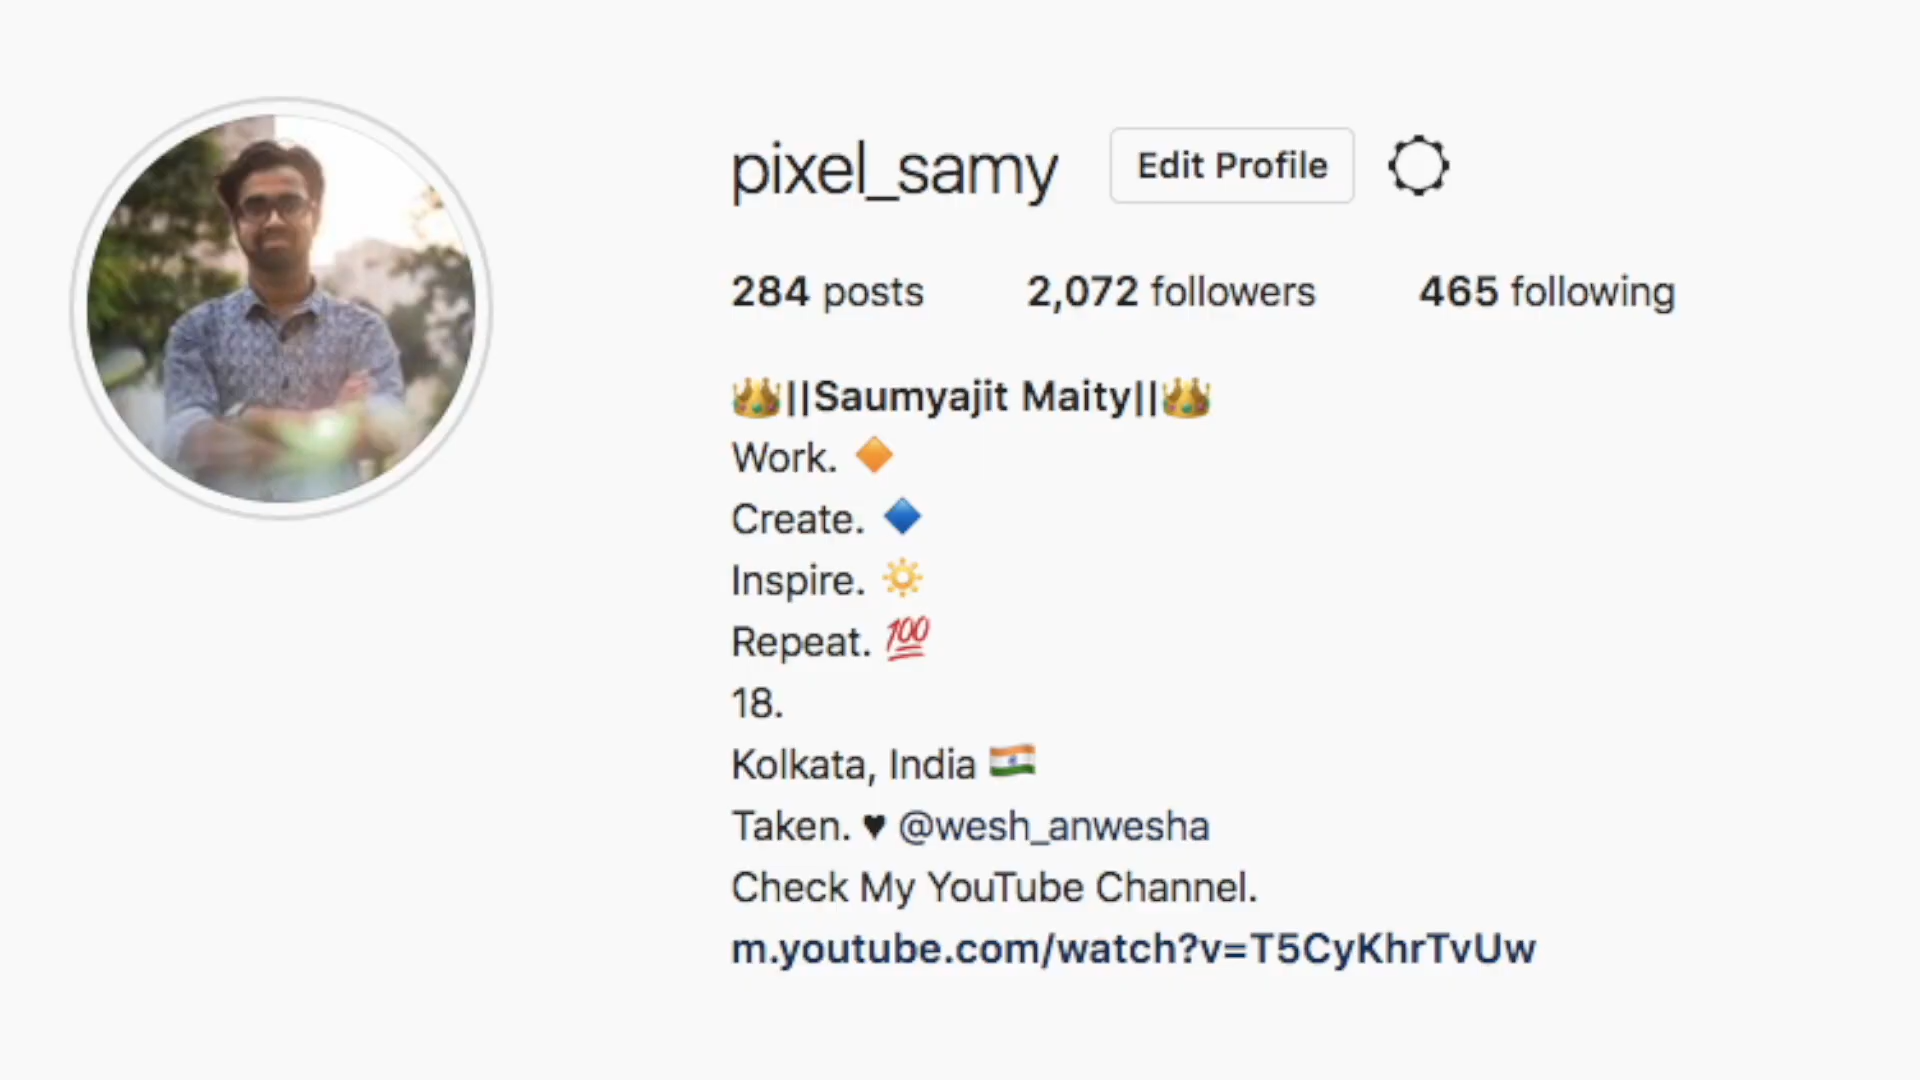 pixel_samy Edit Profile
284 posts 2,072 followers 465 following
👑||Saumyajit Maity||👑
Work. 🔶
Create. 🔷
Inspire. 🔅
Repeat. 💯
18.
Kolkata, India 🇮🇳
Taken. ♥ @wesh_anwesha
Check My YouTube Channel.
m.youtube.com/watch?v=T5CyKhrTvUw